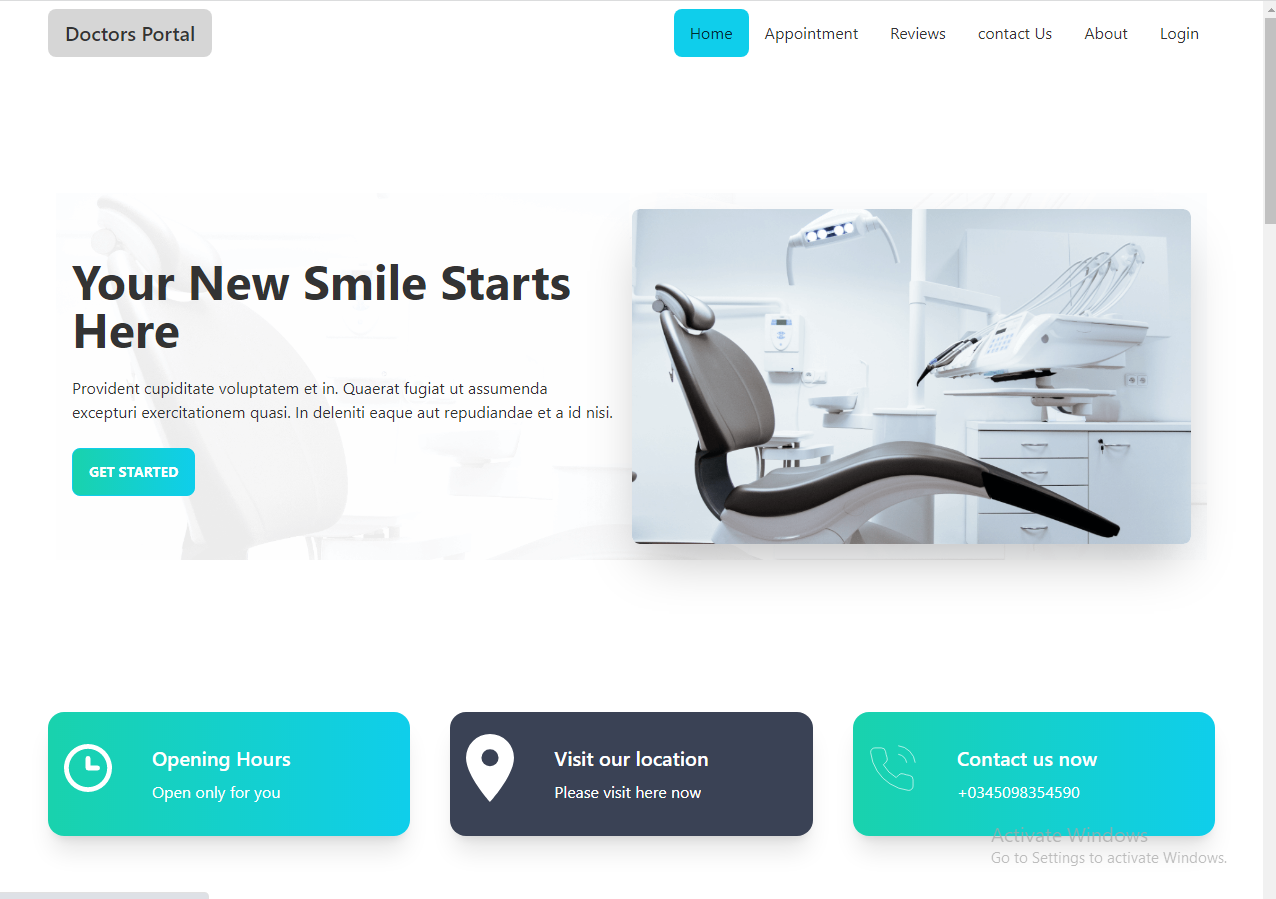 Doctors Portal
Home
Appointment
Reviews
contact Us
About
Login
Your New Smile Starts
Here
Provident cupiditate voluptatem et in. Quaerat fugiat ut assumenda
excepturi exercitationem quasi. In deleniti eaque aut repudiandae et a id nisi.
GET STARTED
Opening Hours
Open only for you
Visit our location
Please visit here now
Contact us now
+0345098354590
Activate Windows
Go to Settings to activate Windows.